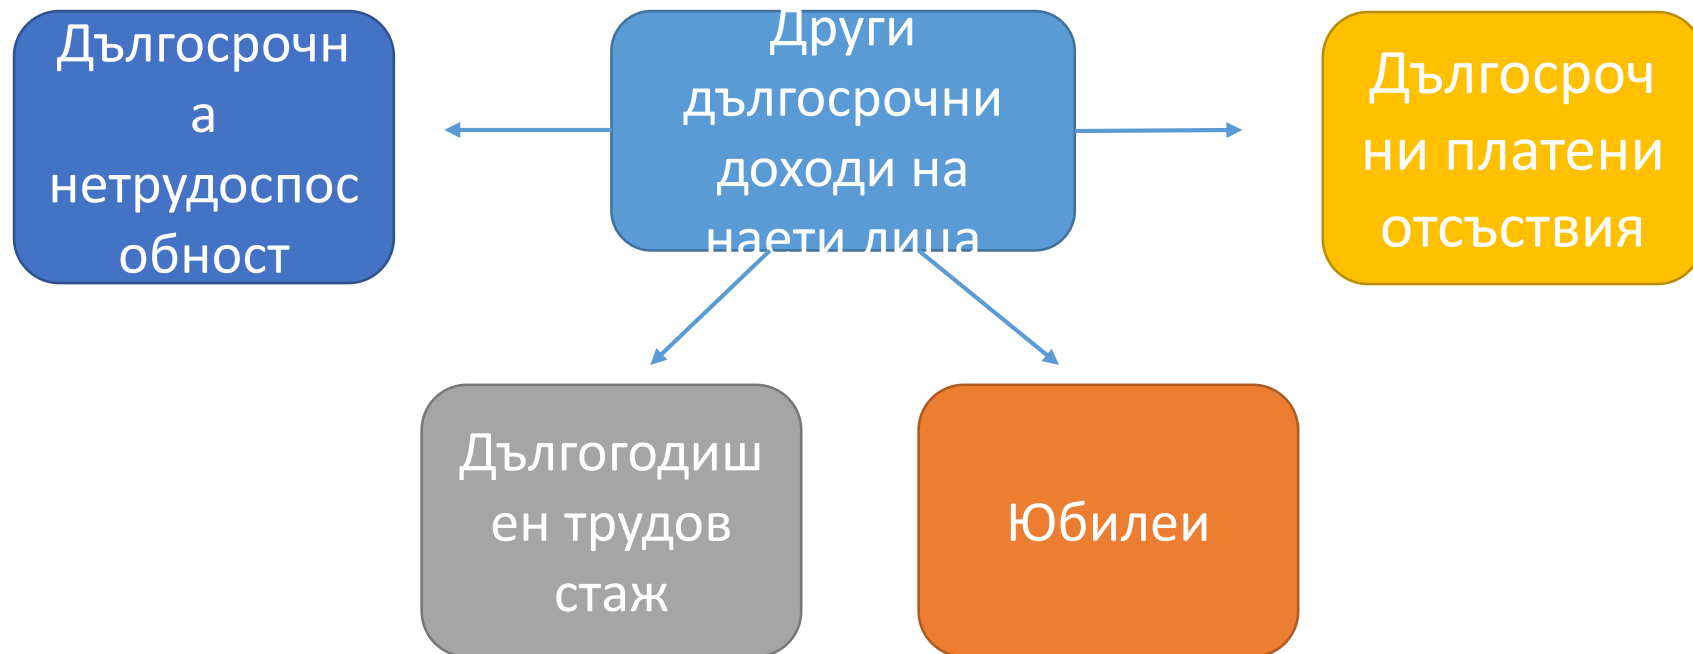 Дългосрочн
а
нетрудоспос
обност
Други
дългосрочни
доходи на
наети лица
Дългосроч
ни платени
отсъствия
Дългогодиш
ен трудов
стаж
Юбилеи